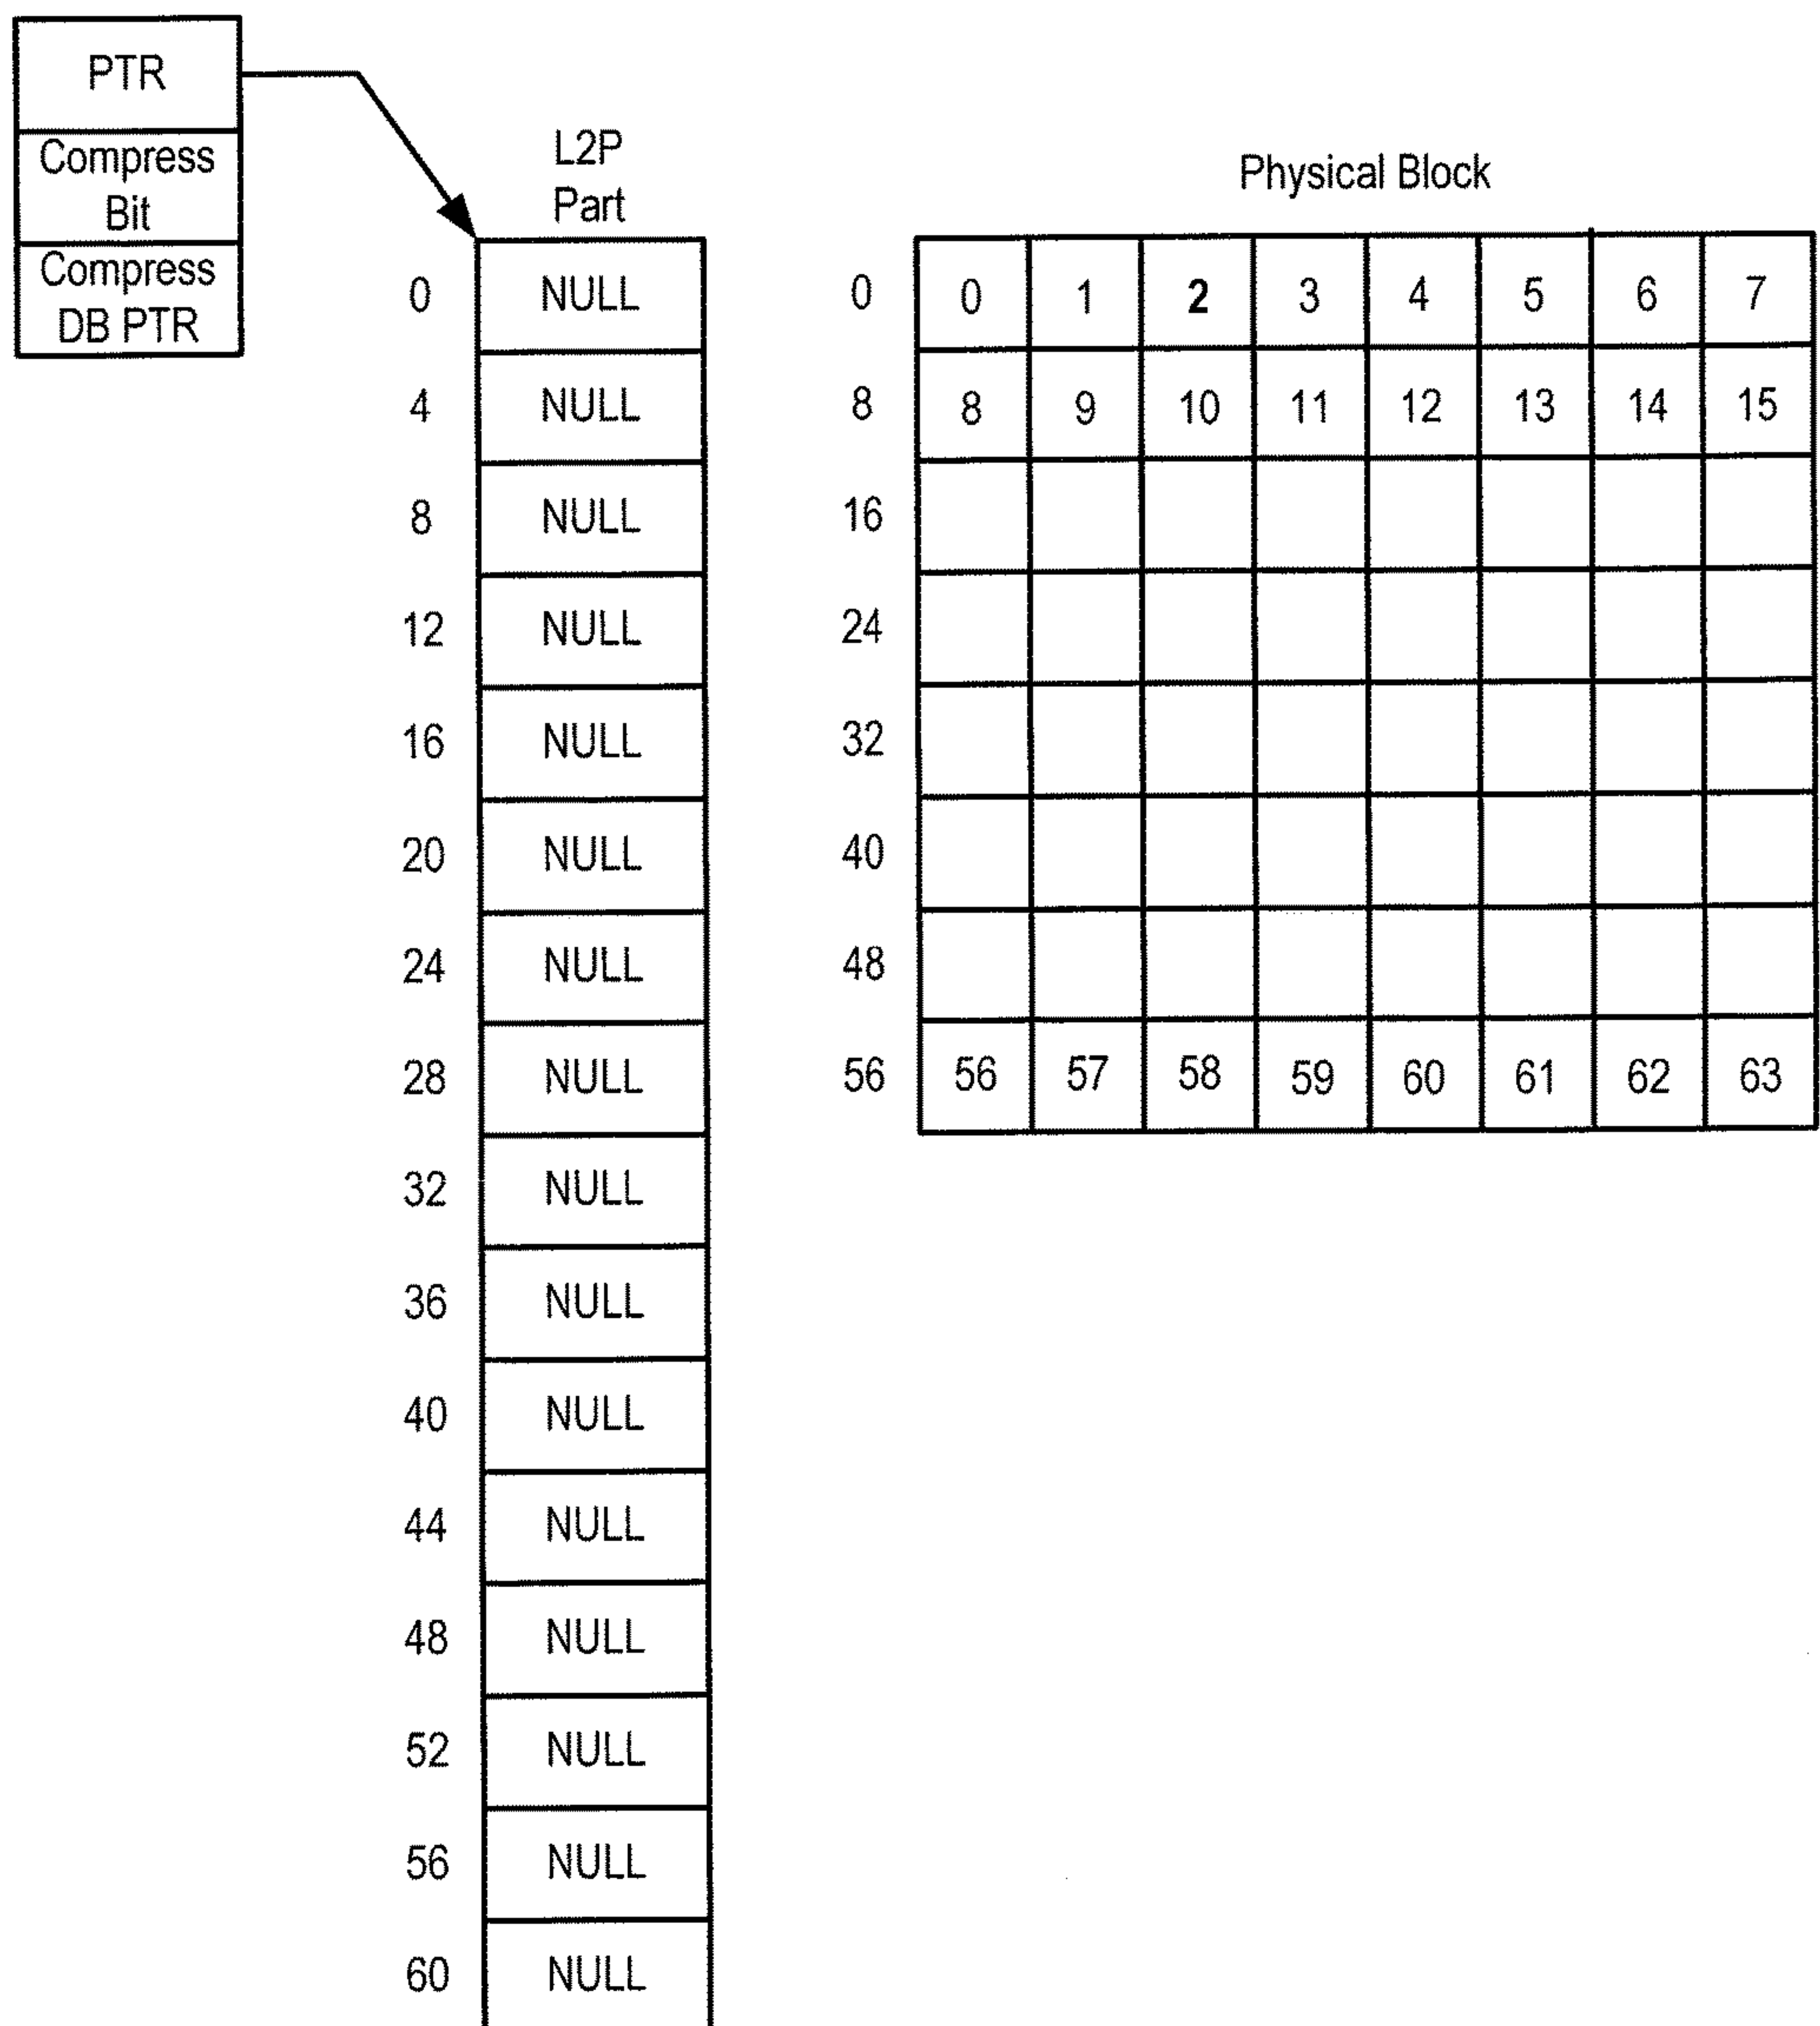 PTR
Compress
Bit
Compress
DB PTR
L2P
Part
0 NULL
4 NULL
8 NULL
12 NULL
16 NULL
20 NULL
24 NULL
28 NULL
32 NULL
36 NULL
40 NULL
44 NULL
48 NULL
52 NULL
56 NULL
60 NULL
Physical Block
0 0 1 2 3 4 5 6 7
8 8 9 10 11 12 13 14 15
16
24
32
40
48
56 56 57 58 59 60 61 62 63